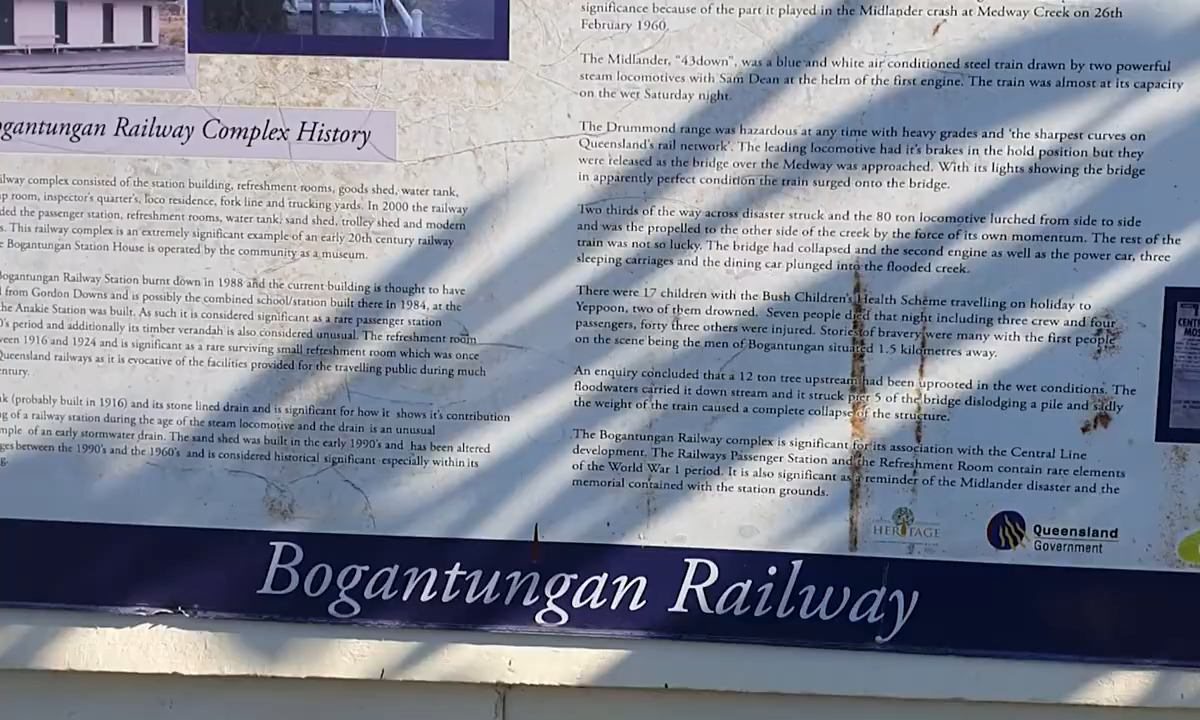 gantungan Railway Complex History
ilway complex consisted of the station building, refreshment rooms, goods shed, water tank,
p room, inspector's quarter's, loco residence, fork line and trucking yards. In 2000 the railway
ded the passenger station, refreshment rooms, water tank, sand shed, trolley shed and modern
s. This railway complex is an extremely significant example of an early 20th century railway
e Bogantungan Station House is operated by the community as a museum.
Bogantungan Railway Station burnt down in 1988 and the current building is thought to have
l from Gordon Downs and is possibly the combined school/station built there in 1984, at the
he Anakie Station was built. As such it is considered significant as a rare passenger station
0's period and additionally its timber verandah is also considered unusual. The refreshment room
ween 1916 and 1924 and is significant as a rare surviving small refreshment room which was once
Queensland railways as it is evocative of the facilities provided for the travelling public during much
entury.
k (probably built in 1916) and its stone lined drain and is significant for how it shows it's contribution
g of a railway station during the age of the steam locomotive and the drain is an unusual
mple of an early stormwater drain. The sand shed was built in the early 1990's and has been altered
ges between the 1990's and the 1960's and is considered historical significant especially within its
g.
significance because of the part it played in the Midlander crash at Medway Creek on 26th
February 1960.
The Midlander, "43down", was a blue and white air conditioned steel train drawn by two powerful
steam locomotives with Sam Dean at the helm of the first engine. The train was almost at its capacity
on the wet Saturday night.
The Drummond range was hazardous at any time with heavy grades and 'the sharpest curves on
Queensland's rail network'. The leading locomotive had it's brakes in the hold position but they
were released as the bridge over the Medway was approached. With its lights showing the bridge
in apparently perfect condition the train surged onto the bridge.
Two thirds of the way across disaster struck and the 80 ton locomotive lurched from side to side
and was the propelled to the other side of the creek by the force of its own momentum. The rest of the
train was not so lucky. The bridge had collapsed and the second engine as well as the power car, three
sleeping carriages and the dining car plunged into the flooded creek.
There were 17 children with the Bush Children's Health Scheme travelling on holiday to
Yeppoon, two of them drowned. Seven people died that night including three crew and four
passengers, forty three others were injured. Stories of bravery were many with the first people
on the scene being the men of Bogantungan situated 1.5 kilometres away.
An enquiry concluded that a 12 ton tree upstream had been uprooted in the wet conditions. The
floodwaters carried it down stream and it struck pier 5 of the bridge dislodging a pile and sadly
the weight of the train caused a complete collapse of the structure.
The Bogantungan Railway complex is significant for its association with the Central Line
development. The Railways Passenger Station and the Refreshment Room contain rare elements
of the World War 1 period. It is also significant as a reminder of the Midlander disaster and the
memorial contained with the station grounds.
HERITAGE
Queensland
Government
Bogantungan Railway